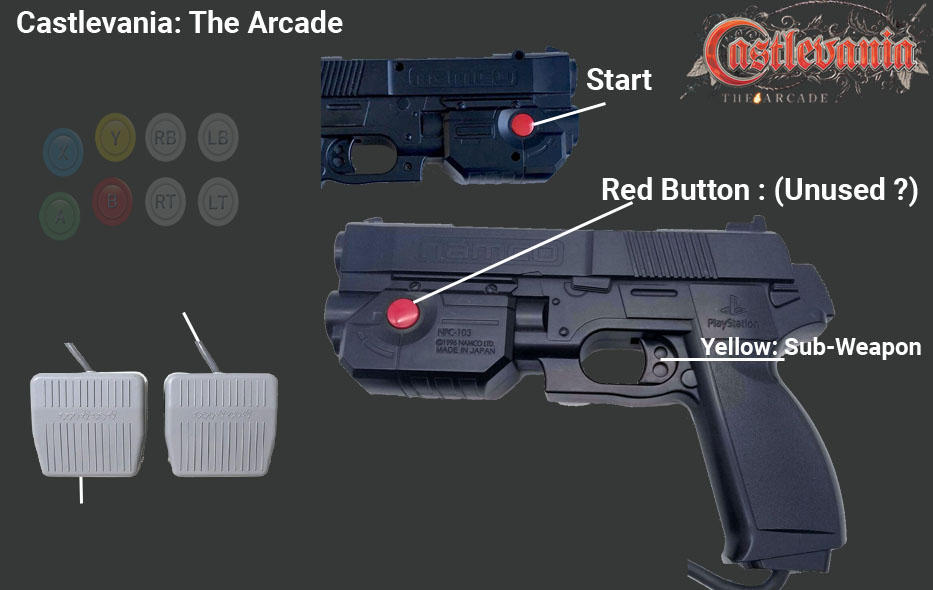 Castlevania: The Arcade
Castlevania
THE ARCADE
namco
Start
X
Y
RB
LB
A
B
RT
LT
Red Button : (Unused ?)
namco
NPC-103
©1996 NAMCO LTD.
MADE IN JAPAN
PlayStation
Yellow: Sub-Weapon